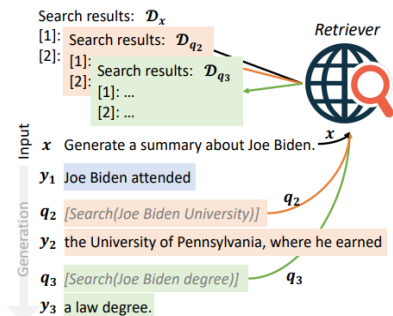 Search results: 𝓓ₓ
[1]:
[2]:
Search results: 𝓓q₂
[1]:
[2]:
Search results: 𝓓q₃
[1]: ...
[2]: ...
Retriever
Input
x Generate a summary about Joe Biden.
x
Generation
y₁ Joe Biden attended
q₂ [Search(Joe Biden University)]
q₂
y₂ the University of Pennsylvania, where he earned
q₃ [Search(Joe Biden degree)]
q₃
y₃ a law degree.